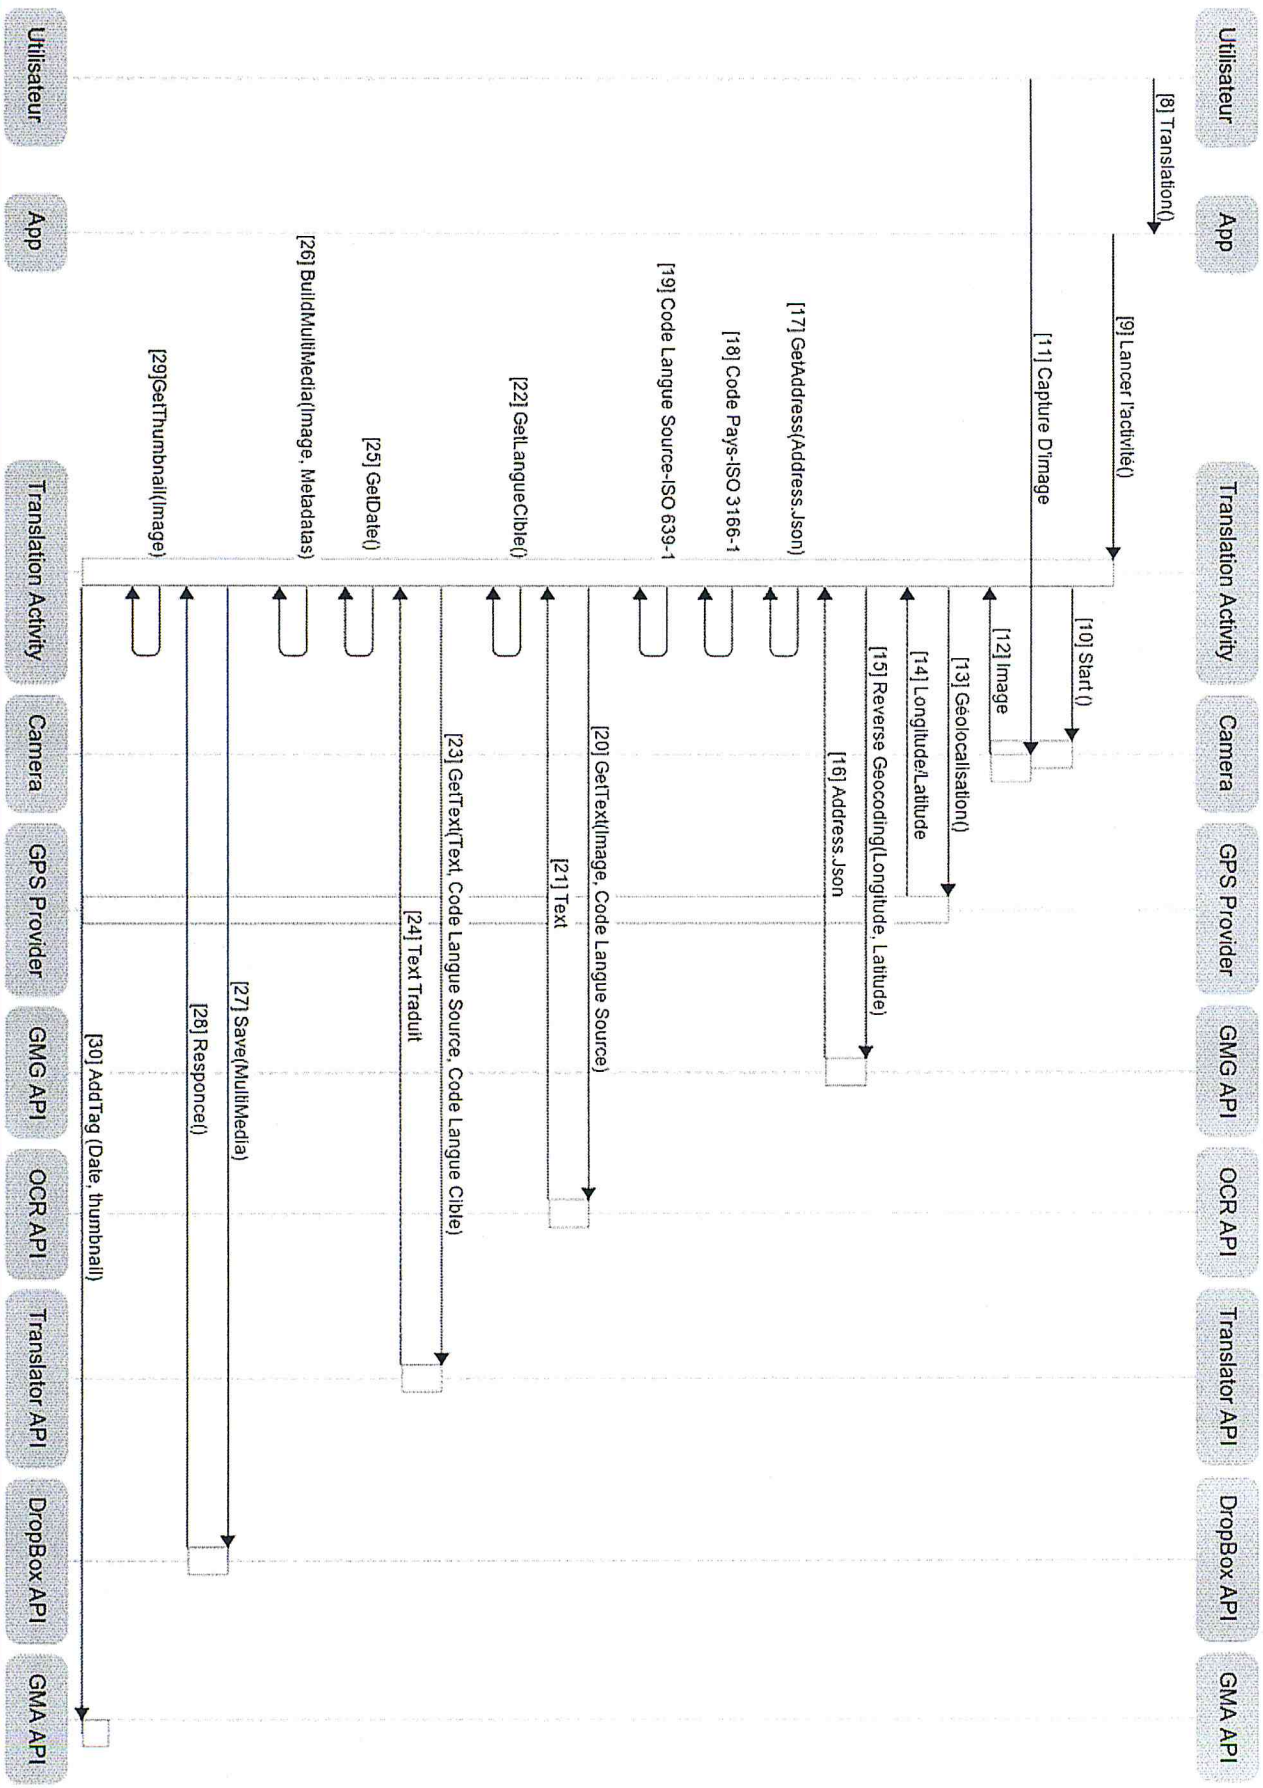 Utilisateur
App
Translation Activity
Camera
GPS Provider
GMG API
OCR API
Translator API
DropBox API
GMA API
[8] Translation()
[9] Lancer l'activité()
[10] Start ()
[11] Capture D'image
[12] Image
[13] Géolocalisation()
[14] Longitude/Latitude
[15] Reverse Geocoding(Longitude, Latitude)
[16] Address.Json
[17] GetAddress(Address.Json)
[18] Code Pays-ISO 3166-1
[19] Code Langue Source-ISO 639-1
[20] GetText(Image, Code Langue Source)
[21] Text
[22] GetLangueCible()
[23] GetText(Text, Code Langue Source, Code Langue Cible)
[24] Text Traduit
[25] GetDate()
[26] BuildMultiMedia(Image, Metadatas)
[27] Save(MultiMedia)
[28] Responce()
[29]GetThumbnail(Image)
[30] AddTag (Date, thumbnail)
Utilisateur
App
Translation Activity
Camera
GPS Provider
GMG API
OCR API
Translator API
DropBox API
GMA API